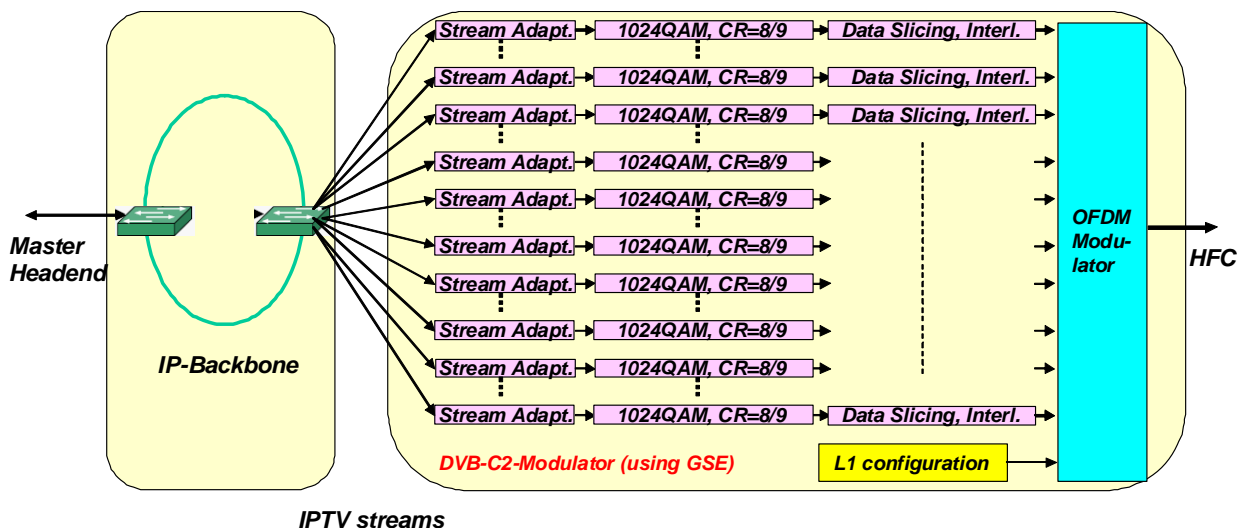 Stream Adapt. 1024QAM, CR=8/9 Data Slicing, Interl.
Stream Adapt. 1024QAM, CR=8/9 Data Slicing, Interl.
Stream Adapt. 1024QAM, CR=8/9 Data Slicing, Interl.
Stream Adapt. 1024QAM, CR=8/9
Stream Adapt. 1024QAM, CR=8/9
Stream Adapt. 1024QAM, CR=8/9
Stream Adapt. 1024QAM, CR=8/9
Stream Adapt. 1024QAM, CR=8/9
Stream Adapt. 1024QAM, CR=8/9
Stream Adapt. 1024QAM, CR=8/9 Data Slicing, Interl.
Master
Headend
IP-Backbone
OFDM
Modu-
lator
HFC
DVB-C2-Modulator (using GSE)
L1 configuration
IPTV streams